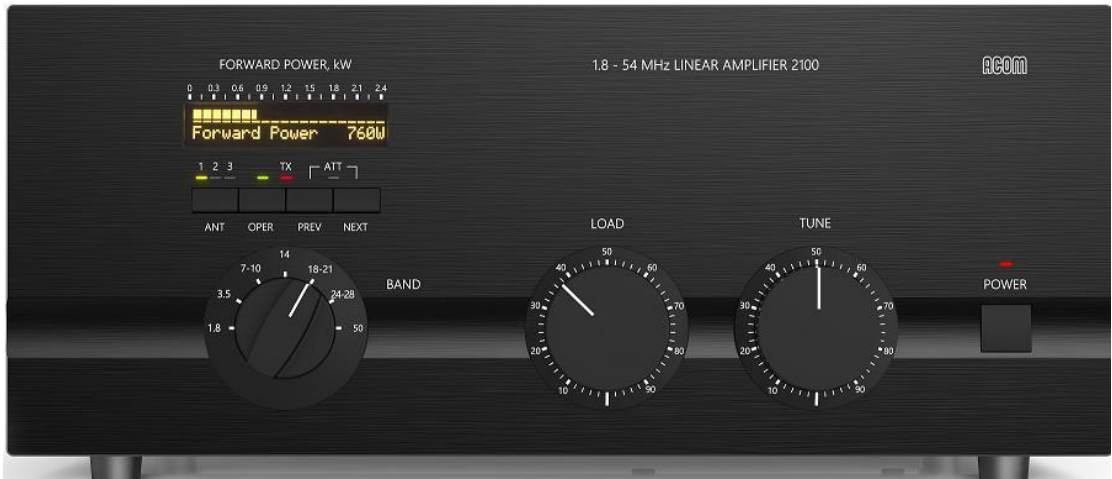 FORWARD POWER, kW
1.8 - 54 MHz LINEAR AMPLIFIER 2100
ACOM
0 0.3 0.6 0.9 1.2 1.5 1.8 2.1 2.4
Forward Power 760W
1 2 3 TX ATT
ANT OPER PREV NEXT
BAND
1.8 3.5 7-10 14 18-21 24-28 50
LOAD
10 20 30 40 50 60 70 80 90
TUNE
10 20 30 40 50 60 70 80 90
POWER